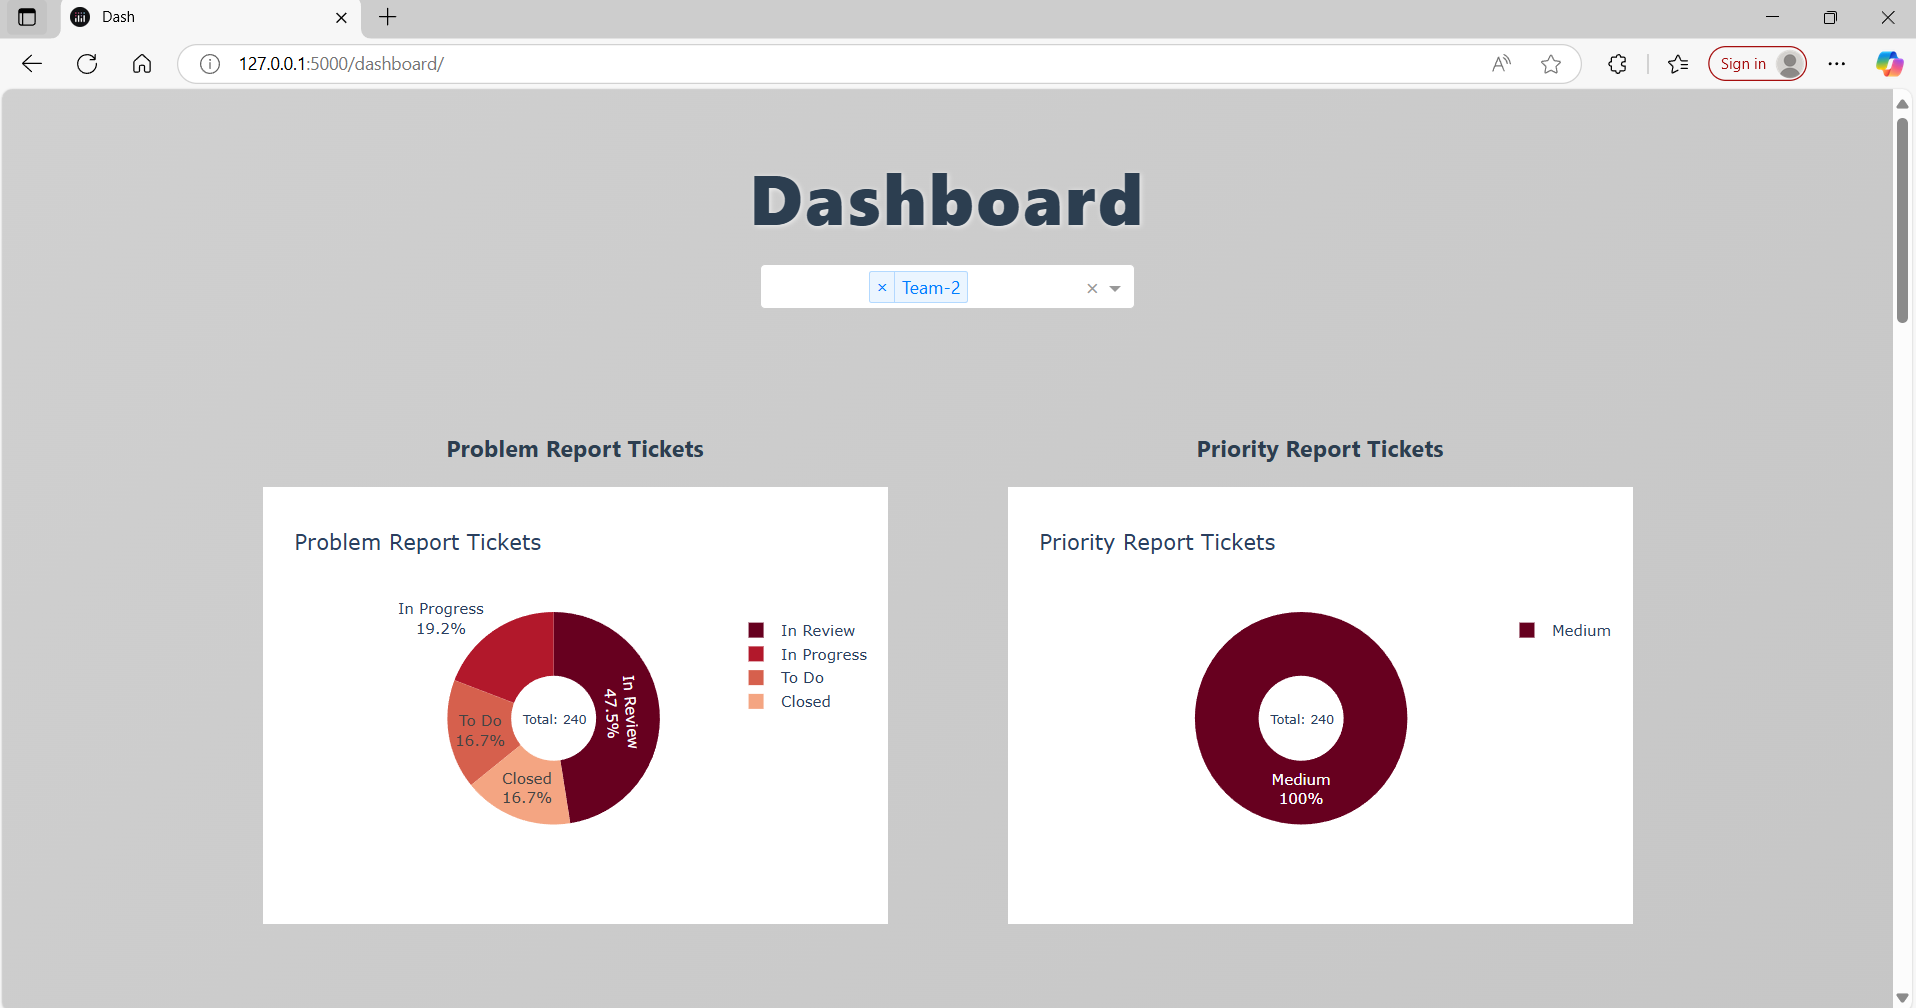 Dash
127.0.0.1:5000/dashboard/
Sign in
Dashboard
× Team-2
Problem Report Tickets
Priority Report Tickets
Problem Report Tickets
In Progress
19.2%
In Review
47.5%
To Do
16.7%
Closed
16.7%
Total: 240
In Review
In Progress
To Do
Closed
Priority Report Tickets
Total: 240
Medium
100%
Medium